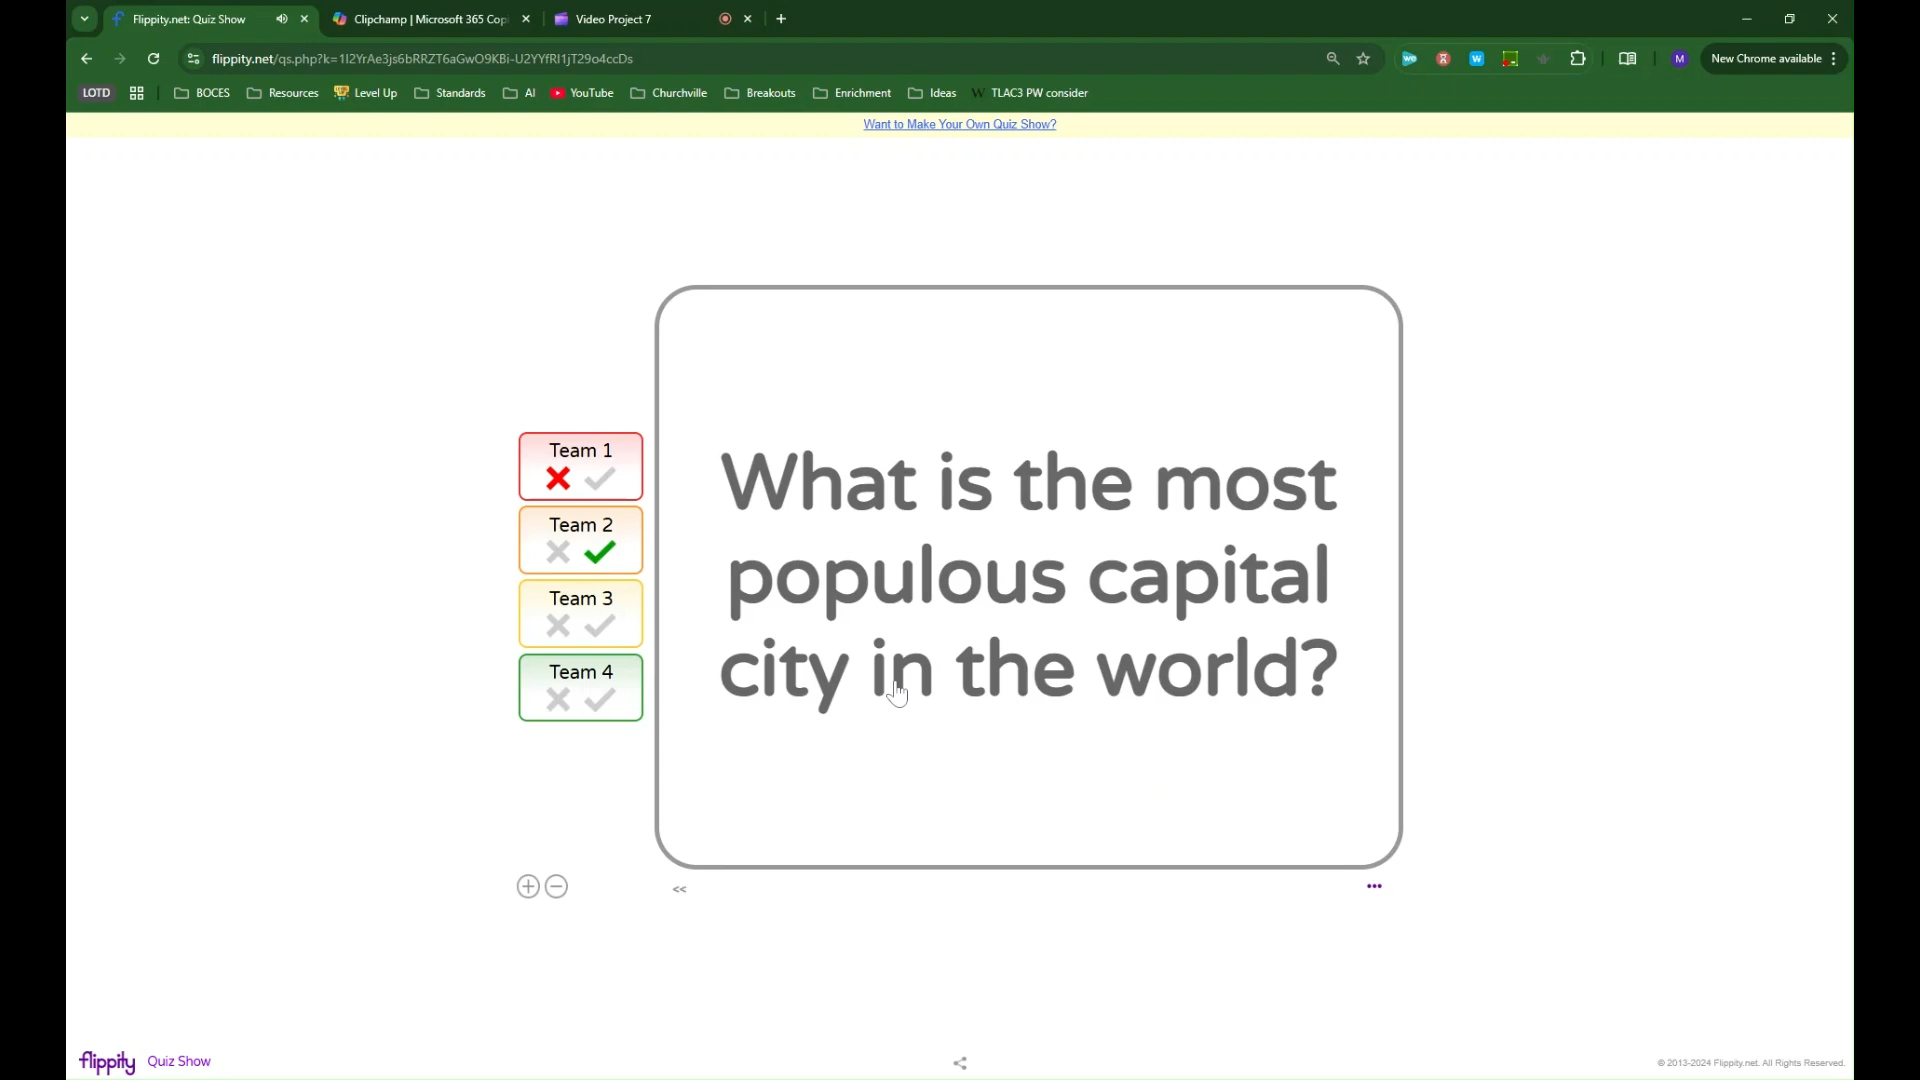 Flippity.net: Quiz Show
Clipchamp | Microsoft 365 Copi
Video Project 7
flippity.net/qs.php?k=1I2YrAe3js6bRRZT6aGwO9KBi-U2YYfRI1jT29o4ccDs
New Chrome available
LOTD
BOCES
Resources
Level Up
Standards
AI
YouTube
Churchville
Breakouts
Enrichment
Ideas
TLAC3 PW consider
Want to Make Your Own Quiz Show?
Team 1
Team 2
Team 3
Team 4
What is the most
populous capital
city in the world?
<<
flippity Quiz Show
© 2013-2024 Flippity.net. All Rights Reserved.